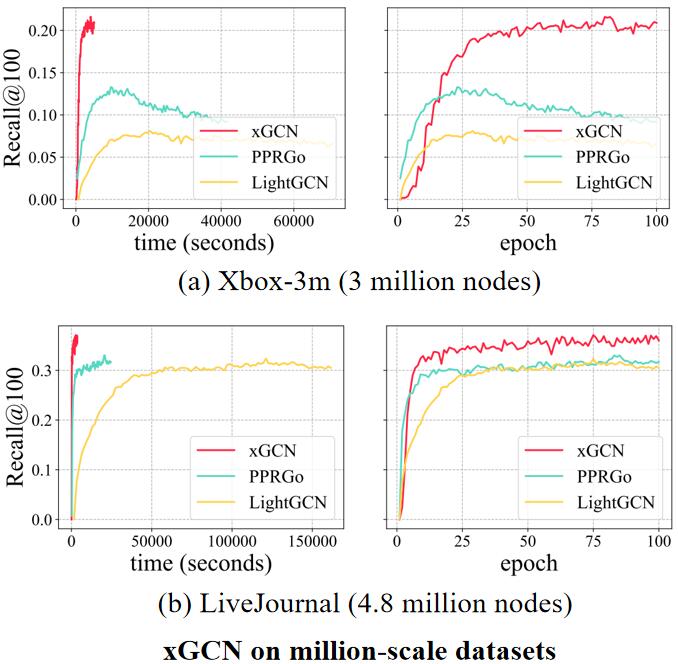 Recall@100
0.20
0.15
0.10
0.05
0.00
xGCN
PPRGo
LightGCN
0 20000 40000 60000
time (seconds)
xGCN
PPRGo
LightGCN
0 25 50 75 100
epoch
(a) Xbox-3m (3 million nodes)
Recall@100
0.3
0.2
0.1
0.0
xGCN
PPRGo
LightGCN
0 50000 100000 150000
time (seconds)
xGCN
PPRGo
LightGCN
0 25 50 75 100
epoch
(b) LiveJournal (4.8 million nodes)
xGCN on million-scale datasets